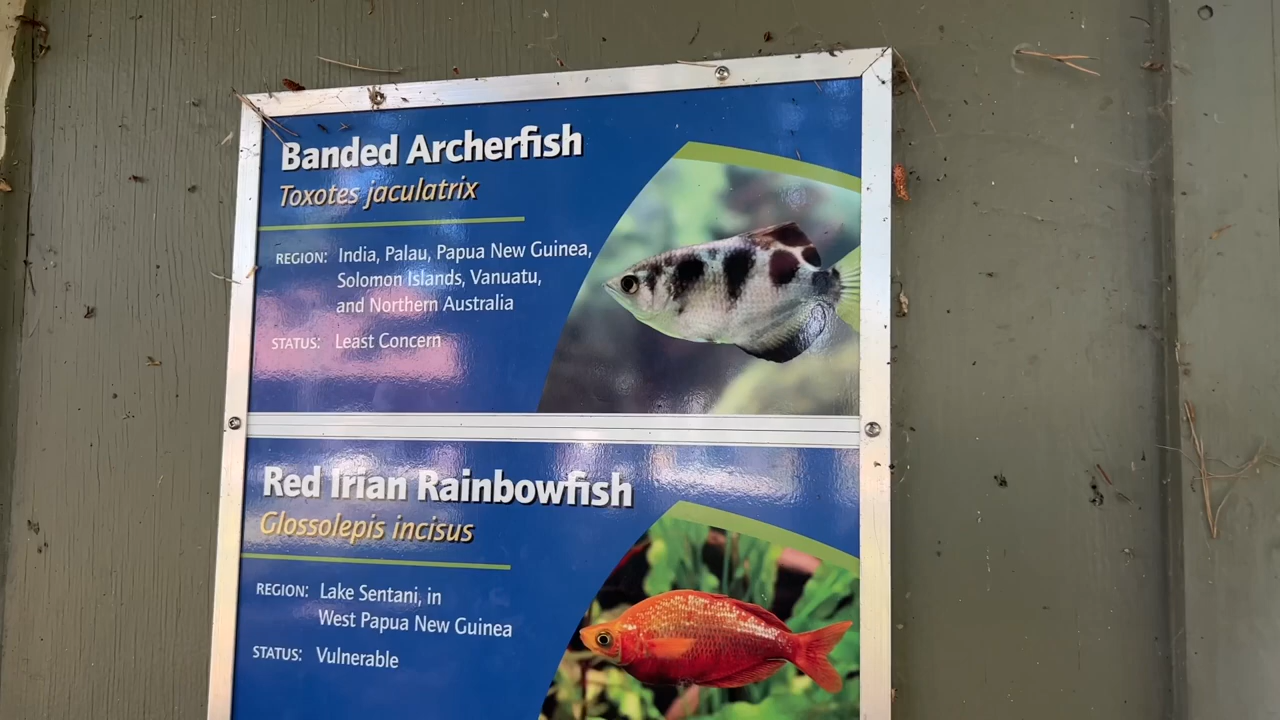 Banded Archerfish
Toxotes jaculatrix
REGION: India, Palau, Papua New Guinea,
Solomon Islands, Vanuatu,
and Northern Australia
STATUS: Least Concern
Red Irian Rainbowfish
Glossolepis incisus
REGION: Lake Sentani, in
West Papua New Guinea
STATUS: Vulnerable